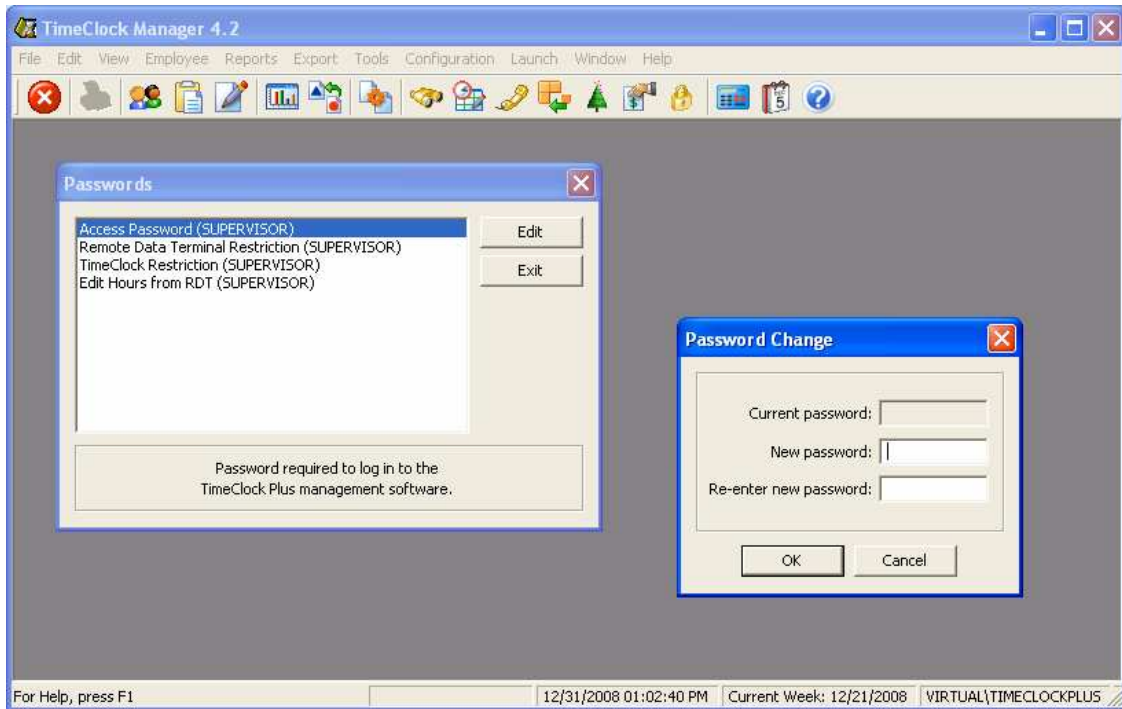 TimeClock Manager 4.2
File Edit View Employee Reports Export Tools Configuration Launch Window Help
5
Passwords
Access Password (SUPERVISOR)
Remote Data Terminal Restriction (SUPERVISOR)
TimeClock Restriction (SUPERVISOR)
Edit Hours from RDT (SUPERVISOR)
Edit
Exit
Password required to log in to the
TimeClock Plus management software.
Password Change
Current password:
New password:
Re-enter new password:
OK Cancel
For Help, press F1 12/31/2008 01:02:40 PM Current Week: 12/21/2008 VIRTUAL\TIMECLOCKPLUS